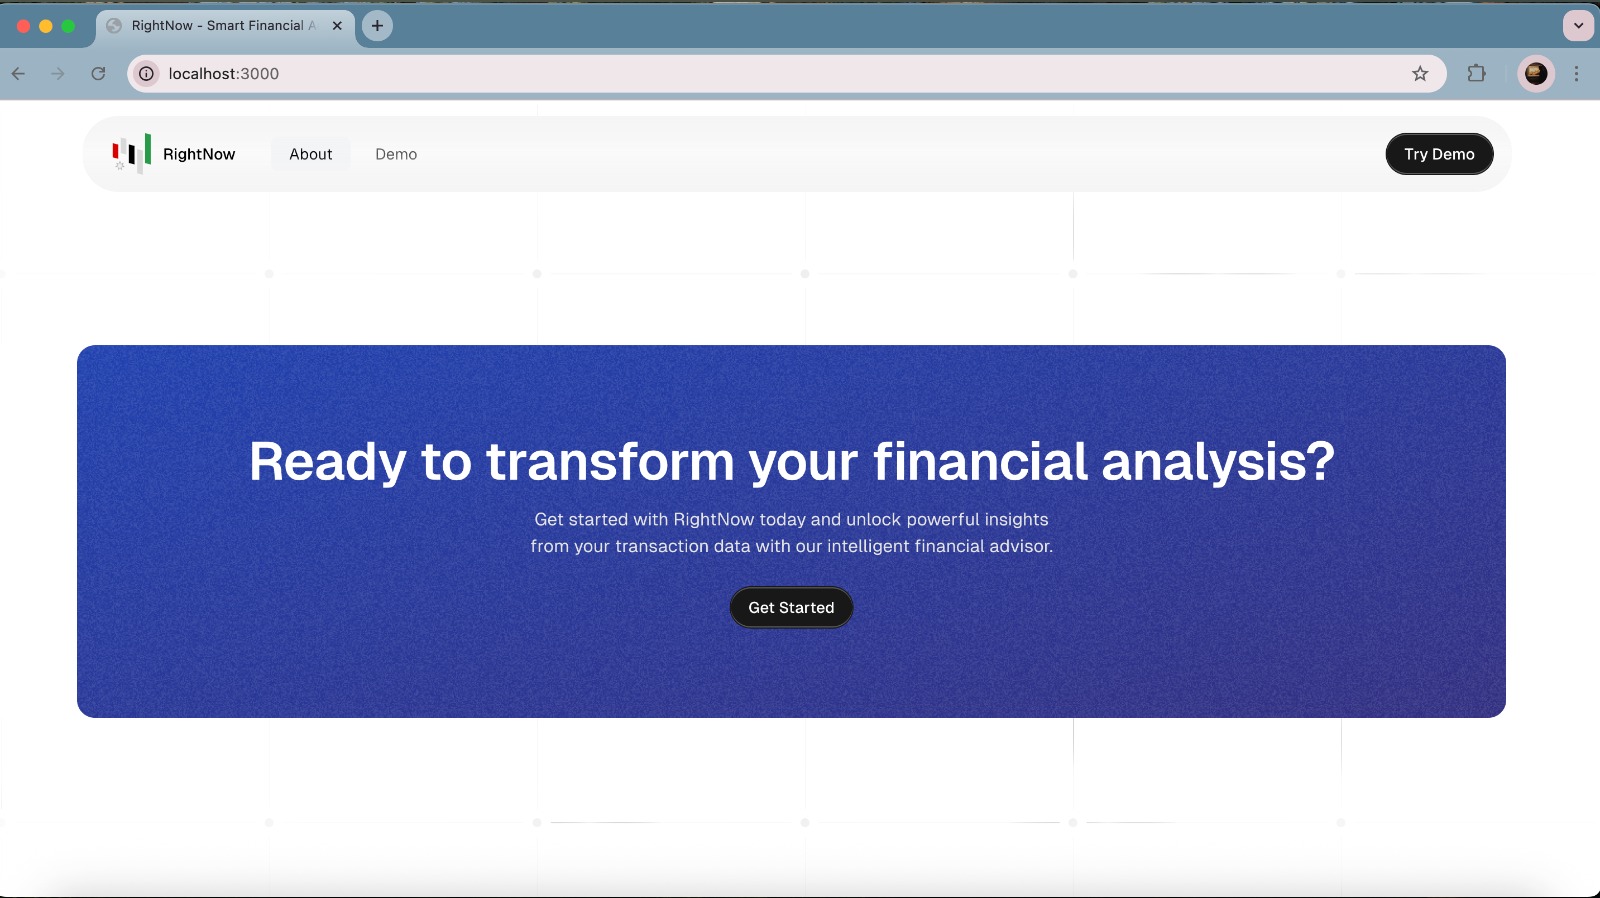 RightNow - Smart Financial A
localhost:3000
RightNow
About
Demo
Try Demo
Ready to transform your financial analysis?
Get started with RightNow today and unlock powerful insights
from your transaction data with our intelligent financial advisor.
Get Started